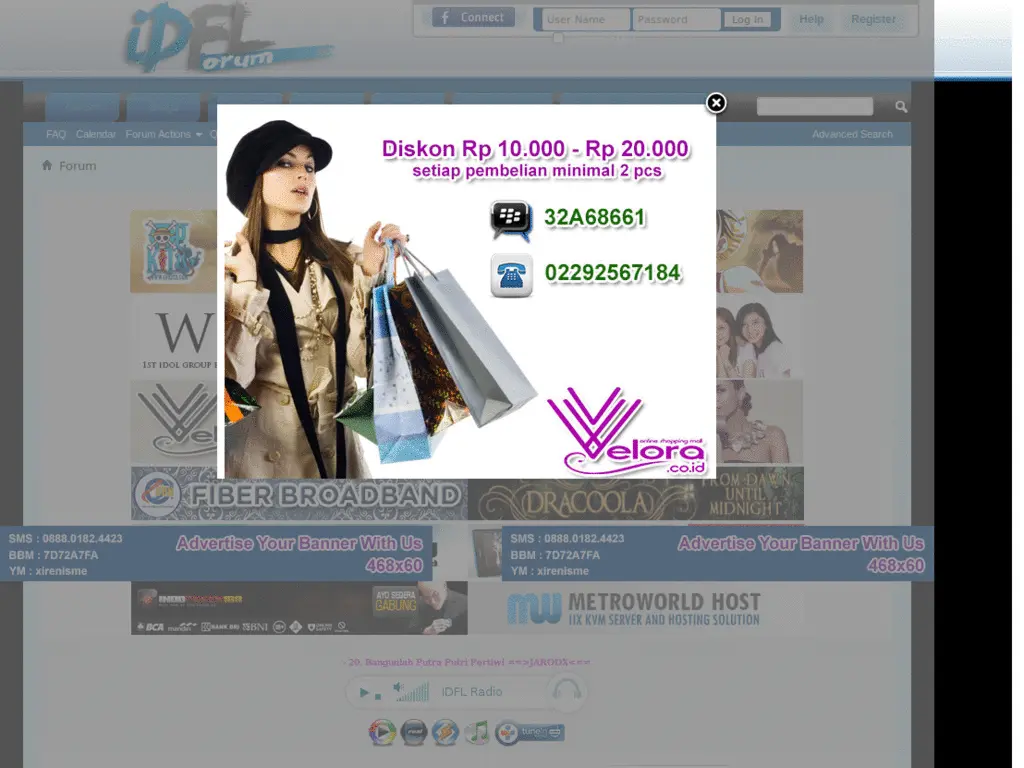 iDFL
Forum
Connect
User Name
Password
Log in
Help
Register
FAQ Calendar Forum Actions
Advanced Search
Forum
Diskon Rp 10.000 - Rp 20.000
setiap pembelian minimal 2 pcs
32A68661
02292567184
1ST IDOL GROUP
Velora
online shopping mall
.co.id
FIBER BROADBAND
DRACOOLA
FROM DAWN
UNTIL
MIDNIGHT
SMS : 0888.0182.4423
BBM : 7D72A7FA
YM : xirenisme
Advertise Your Banner With Us
468x60
SMS : 0888.0182.4423
BBM : 7D72A7FA
YM : xirenisme
Advertise Your Banner With Us
468x60
AYO SEGERA
GABUNG
BCA mandiri BANK BRI BNI
MW METROWORLD HOST
IIX KVM SERVER AND HOSTING SOLUTION
- 20. Bangunlah Putra Putri Pertiwi ==>JAROOX<==
iDFL Radio
tunein